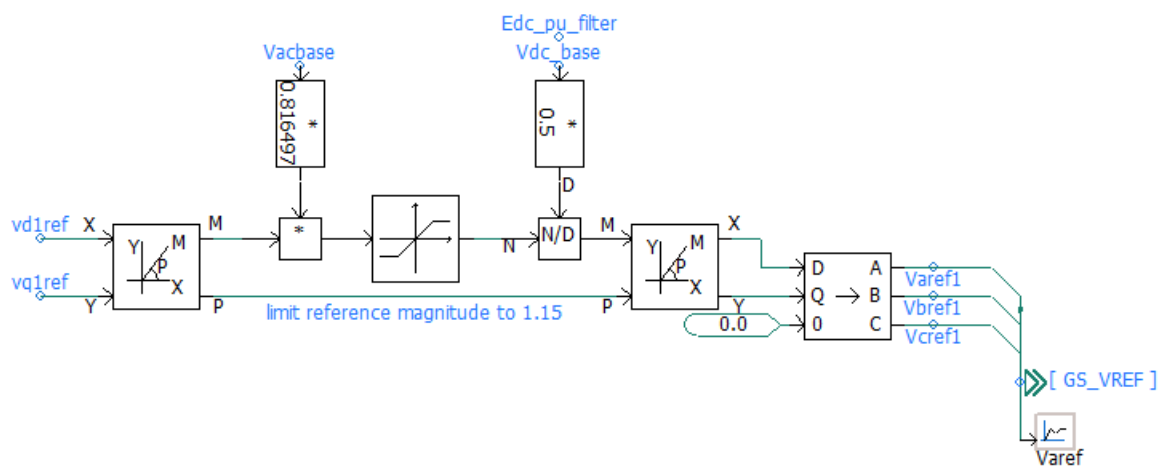 Edc_pu_filter
Vacbase
Vdc_base
0.816497 *
0.5 *
D
vd1ref X
M
*
N
N/D
M
X
Y M
P
X
Y M
P
X
D A
Varef1
vq1ref
Y
P
limit reference magnitude to 1.15
P
Y
Q → B
Vbref1
0.0
0 C
Vcref1
[ GS_VREF ]
Varef